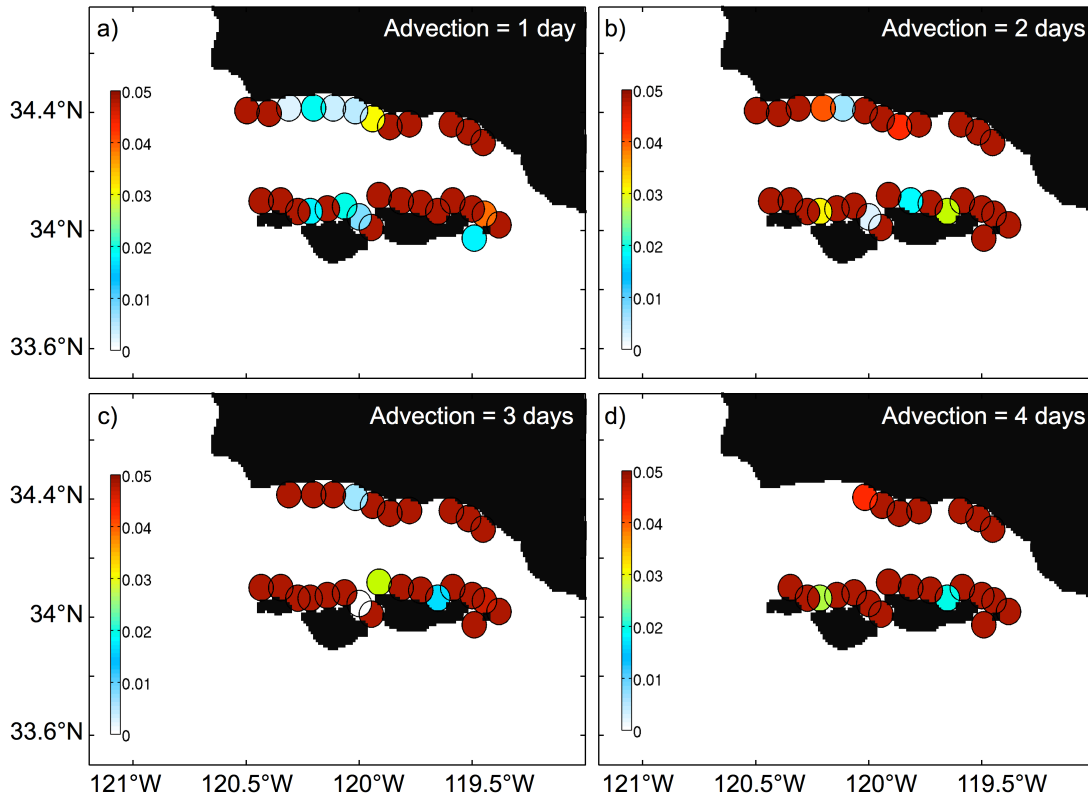 a) Advection = 1 day
b) Advection = 2 days
34.4°N
34°N
33.6°N
0.05
0.04
0.03
0.02
0.01
0
0.05
0.04
0.03
0.02
0.01
0
c) Advection = 3 days
d) Advection = 4 days
34.4°N
34°N
33.6°N
0.05
0.04
0.03
0.02
0.01
0
0.05
0.04
0.03
0.02
0.01
0
121°W 120.5°W 120°W 119.5°W
121°W 120.5°W 120°W 119.5°W